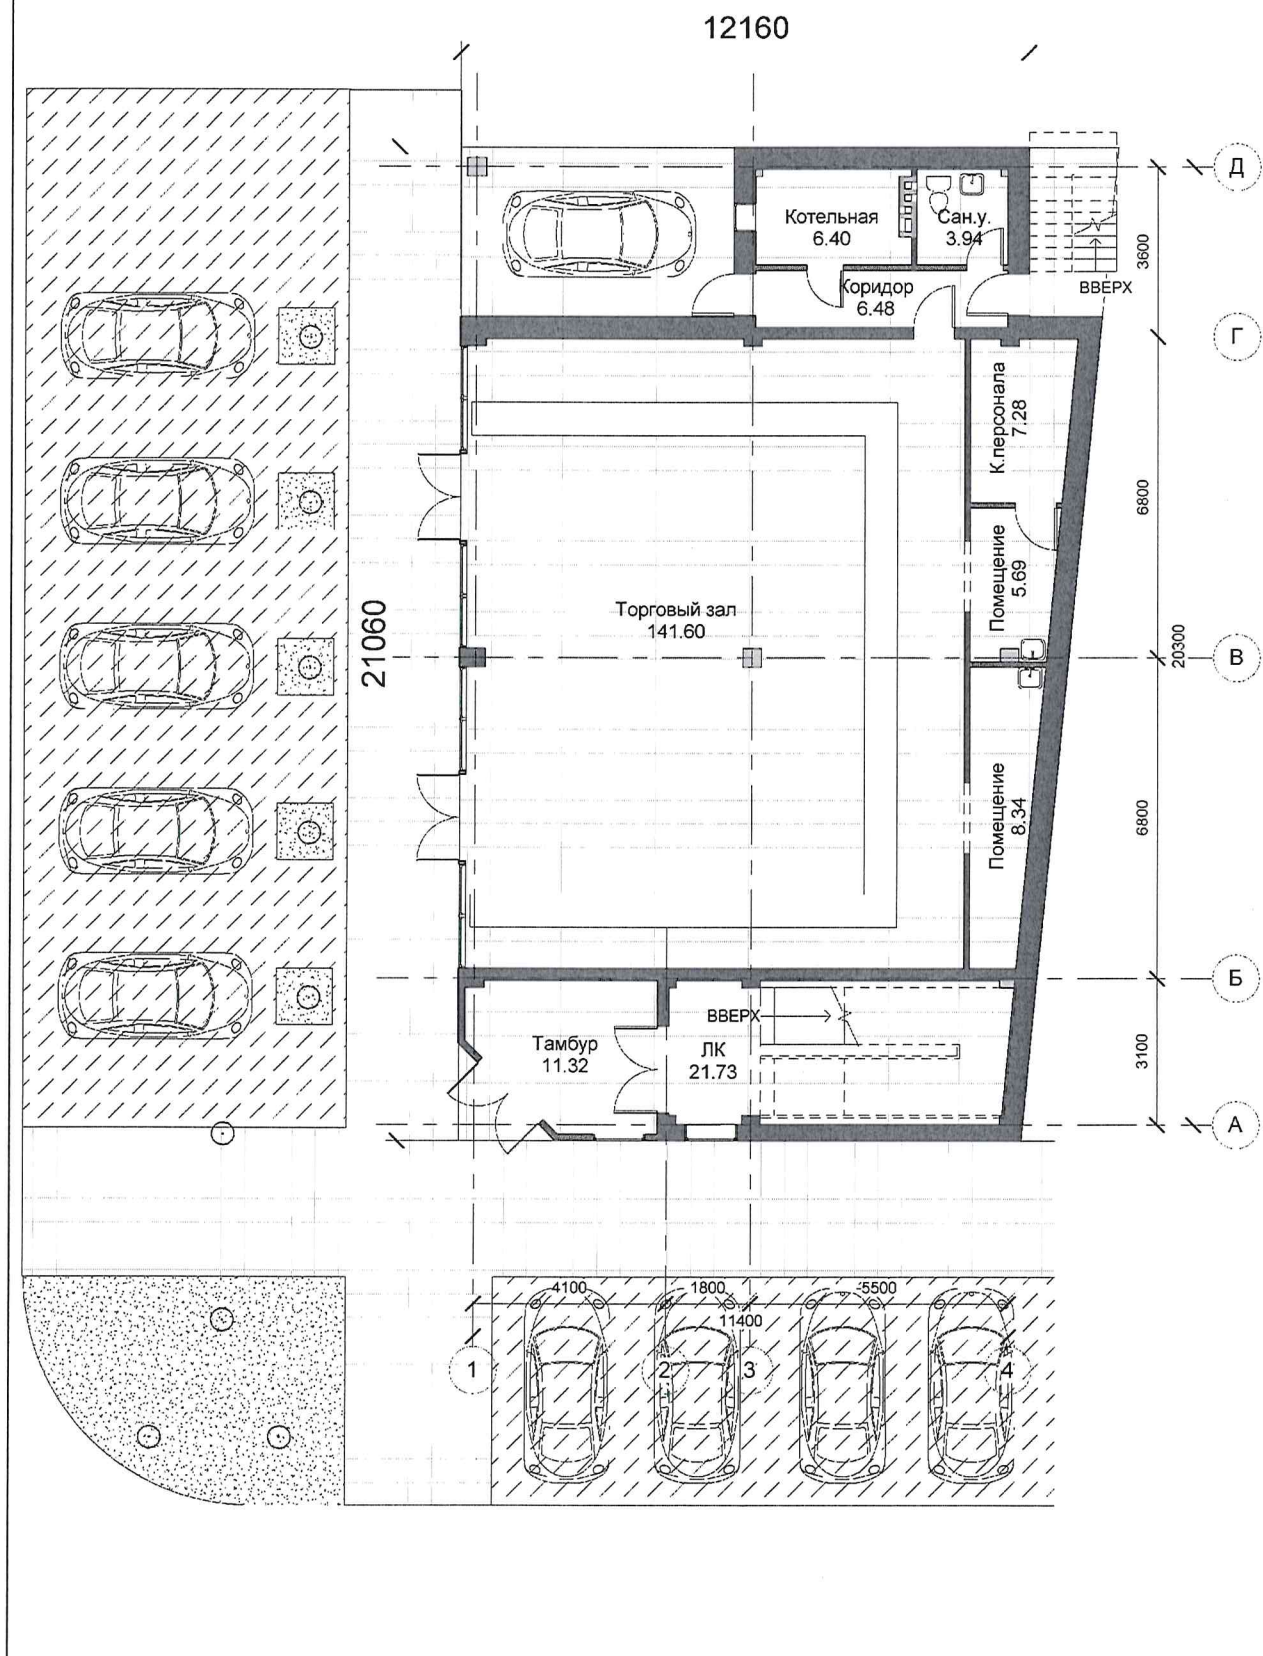 12160
Д
Котельная
6.40
Сан.у.
3.94
3600
ВВЕРХ
Коридор
6.48
Г
К.персонала
7.28
6800
Помещение
5.69
Торговый зал
141.60
21060
В
20300
Помещение
8.34
6800
Б
ВВЕРХ
Тамбур
11.32
ЛК
21.73
3100
А
4100
1800
5500
11400
1
2
3
4